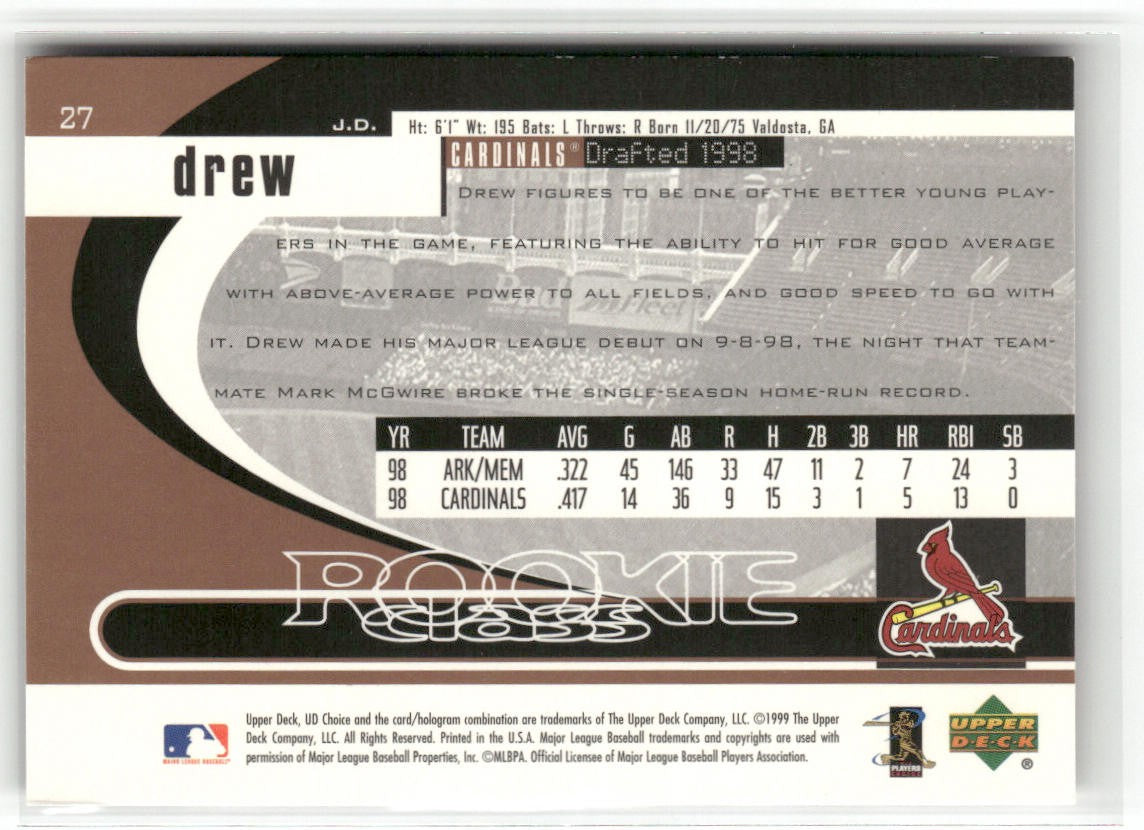 27
J.D.
drew
Ht: 6'1" Wt: 195 Bats: L Throws: R Born 11/20/75 Valdosta, GA
CARDINALS® Drafted 1998
DREW FIGURES TO BE ONE OF THE BETTER YOUNG PLAY-
ERS IN THE GAME, FEATURING THE ABILITY TO HIT FOR GOOD AVERAGE
WITH ABOVE-AVERAGE POWER TO ALL FIELDS, AND GOOD SPEED TO GO WITH
IT. DREW MADE HIS MAJOR LEAGUE DEBUT ON 9-8-98, THE NIGHT THAT TEAM-
MATE MARK MCGWIRE BROKE THE SINGLE-SEASON HOME-RUN RECORD.
YR TEAM AVG G AB R H 2B 3B HR RBI SB
98 ARK/MEM .322 45 146 33 47 11 2 7 24 3
98 CARDINALS .417 14 36 9 15 3 1 5 13 0
ROOKIE
Class
Cardinals
Upper Deck, UD Choice and the card/hologram combination are trademarks of The Upper Deck Company, LLC. ©1999 The Upper
Deck Company, LLC. All Rights Reserved. Printed in the U.S.A. Major League Baseball trademarks and copyrights are used with
permission of Major League Baseball Properties, Inc. ©MLBPA. Official Licensee of Major League Baseball Players Association.
MAJOR LEAGUE BASEBALL
PLAYERS
CHOICE
UPPER
DECK®